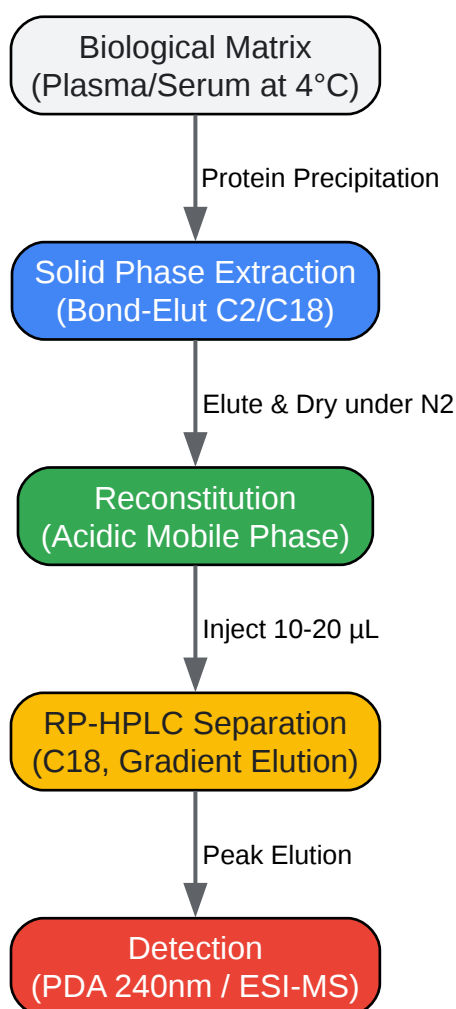 Biological Matrix
(Plasma/Serum at 4°C)
Protein Precipitation
Solid Phase Extraction
(Bond-Elut C2/C18)
Elute & Dry under N2
Reconstitution
(Acidic Mobile Phase)
Inject 10-20 µL
RP-HPLC Separation
(C18, Gradient Elution)
Peak Elution
Detection
(PDA 240nm / ESI-MS)